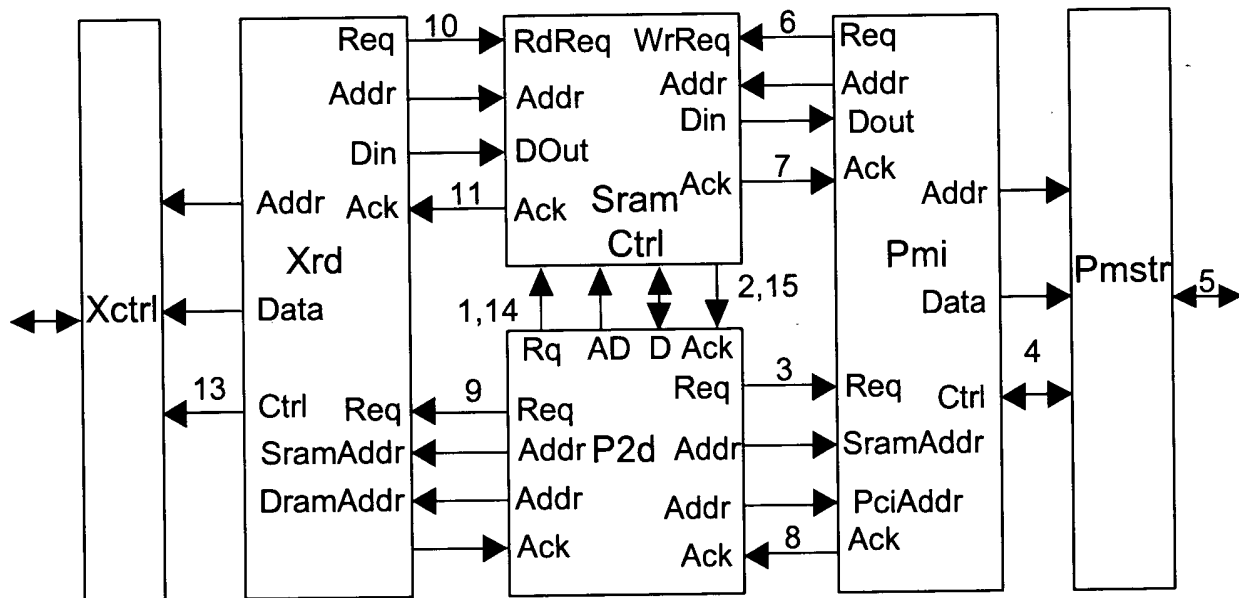 Xctrl
Req
Addr
Din
Addr
Ack
Xrd
Data
Ctrl
Req
SramAddr
DramAddr
10
11
13
9
RdReq
WrReq
Addr
Addr
Din
DOut
Ack
Ack
Sram
Ctrl
1,14
2,15
Rq
AD
D
Ack
Req
Req
Addr
P2d
Addr
Addr
Addr
Ack
Ack
6
7
3
8
Req
Addr
Dout
Ack
Addr
Pmi
Data
Req
Ctrl
SramAddr
PciAddr
Ack
4
Pmstr
5